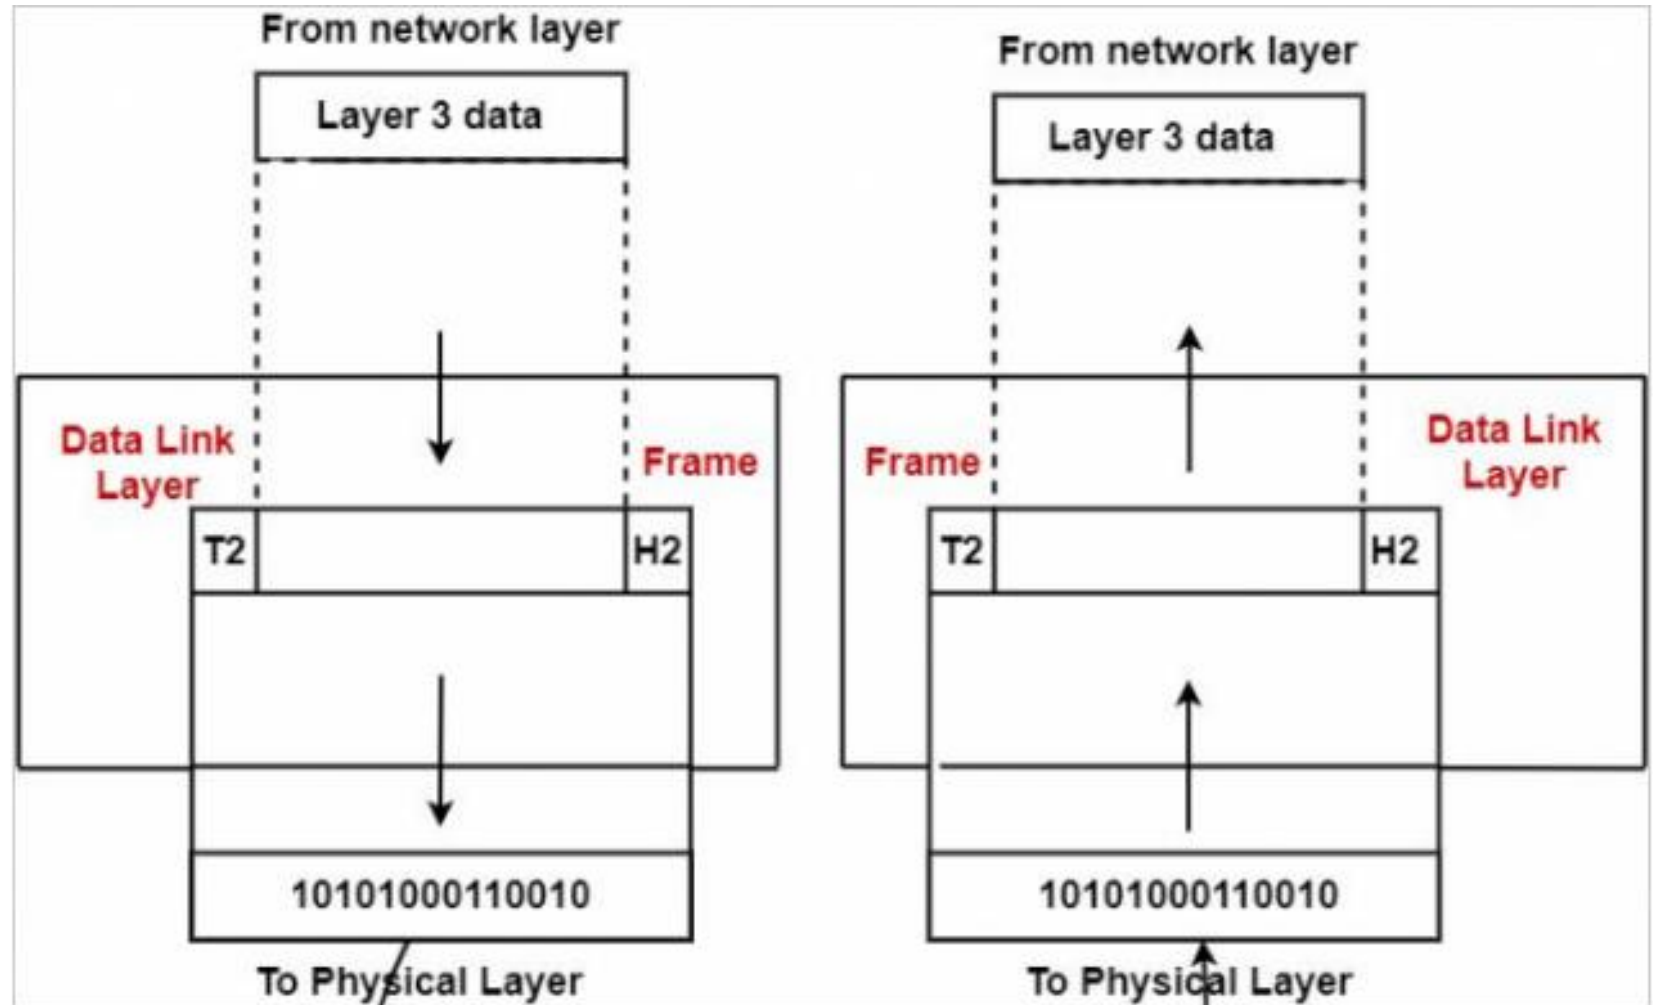 From network layer
Layer 3 data
Data Link
Layer
Frame
T2
H2
10101000110010
To Physical Layer
From network layer
Layer 3 data
Frame
Data Link
Layer
T2
H2
10101000110010
To Physical Layer